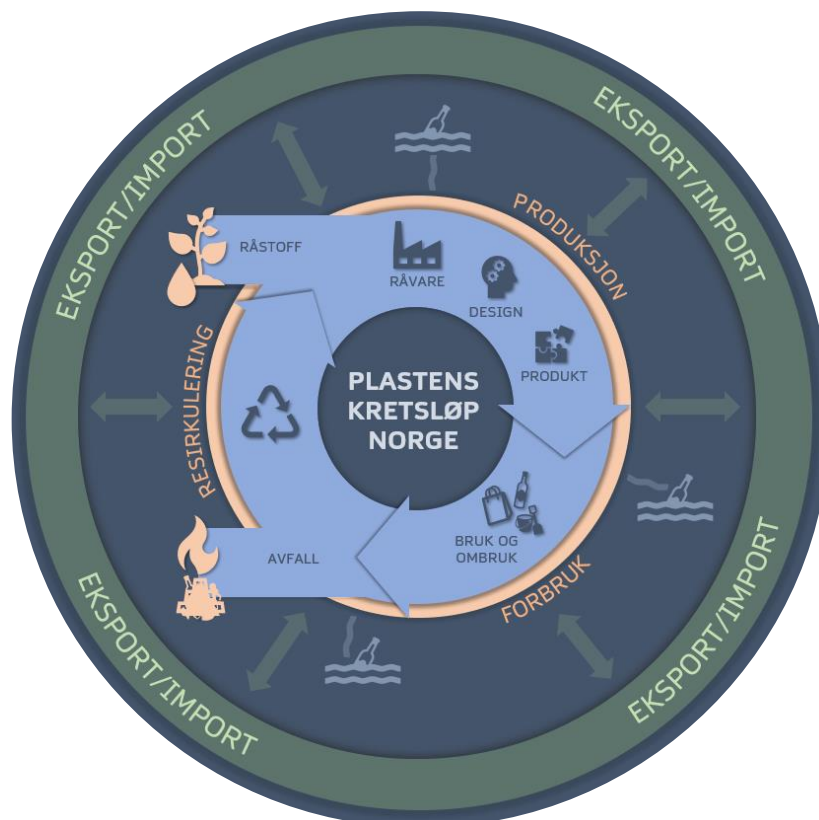 EKSPORT/IMPORT
EKSPORT/IMPORT
PRODUKSJON
RÅSTOFF
RÅVARE
DESIGN
PRODUKT
RESIRKULERING
PLASTENS
KRETSLØP
NORGE
BRUK OG
OMBRUK
AVFALL
FORBRUK
EKSPORT/IMPORT
EKSPORT/IMPORT